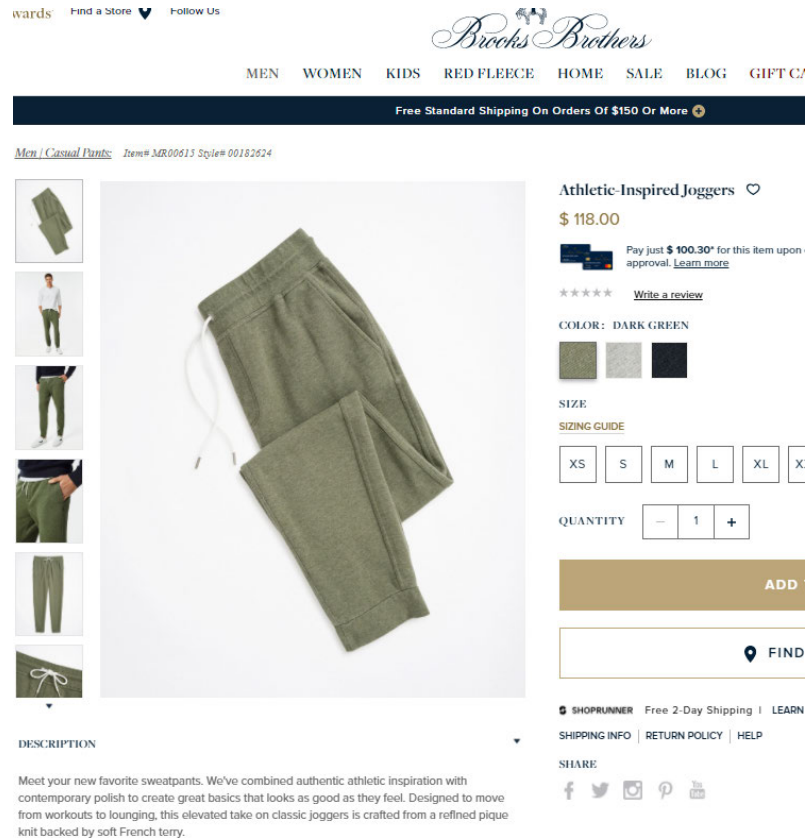 wards
Find a Store
Follow Us
Brooks Brothers
MEN WOMEN KIDS RED FLEECE HOME SALE BLOG GIFT CA
Free Standard Shipping On Orders Of $150 Or More
Men / Casual Pants: Item# MR00615 Style# 00182624
Athletic-Inspired Joggers
$ 118.00
Pay just $ 100.30* for this item upon
approval. Learn more
Write a review
COLOR: DARK GREEN
SIZE
SIZING GUIDE
XS S M L XL X
QUANTITY − 1 +
ADD
FIND
SHOPRUNNER Free 2-Day Shipping | LEARN
SHIPPING INFO | RETURN POLICY | HELP
SHARE
You Tube
DESCRIPTION
Meet your new favorite sweatpants. We've combined authentic athletic inspiration with
contemporary polish to create great basics that looks as good as they feel. Designed to move
from workouts to lounging, this elevated take on classic joggers is crafted from a refined pique
knit backed by soft French terry.